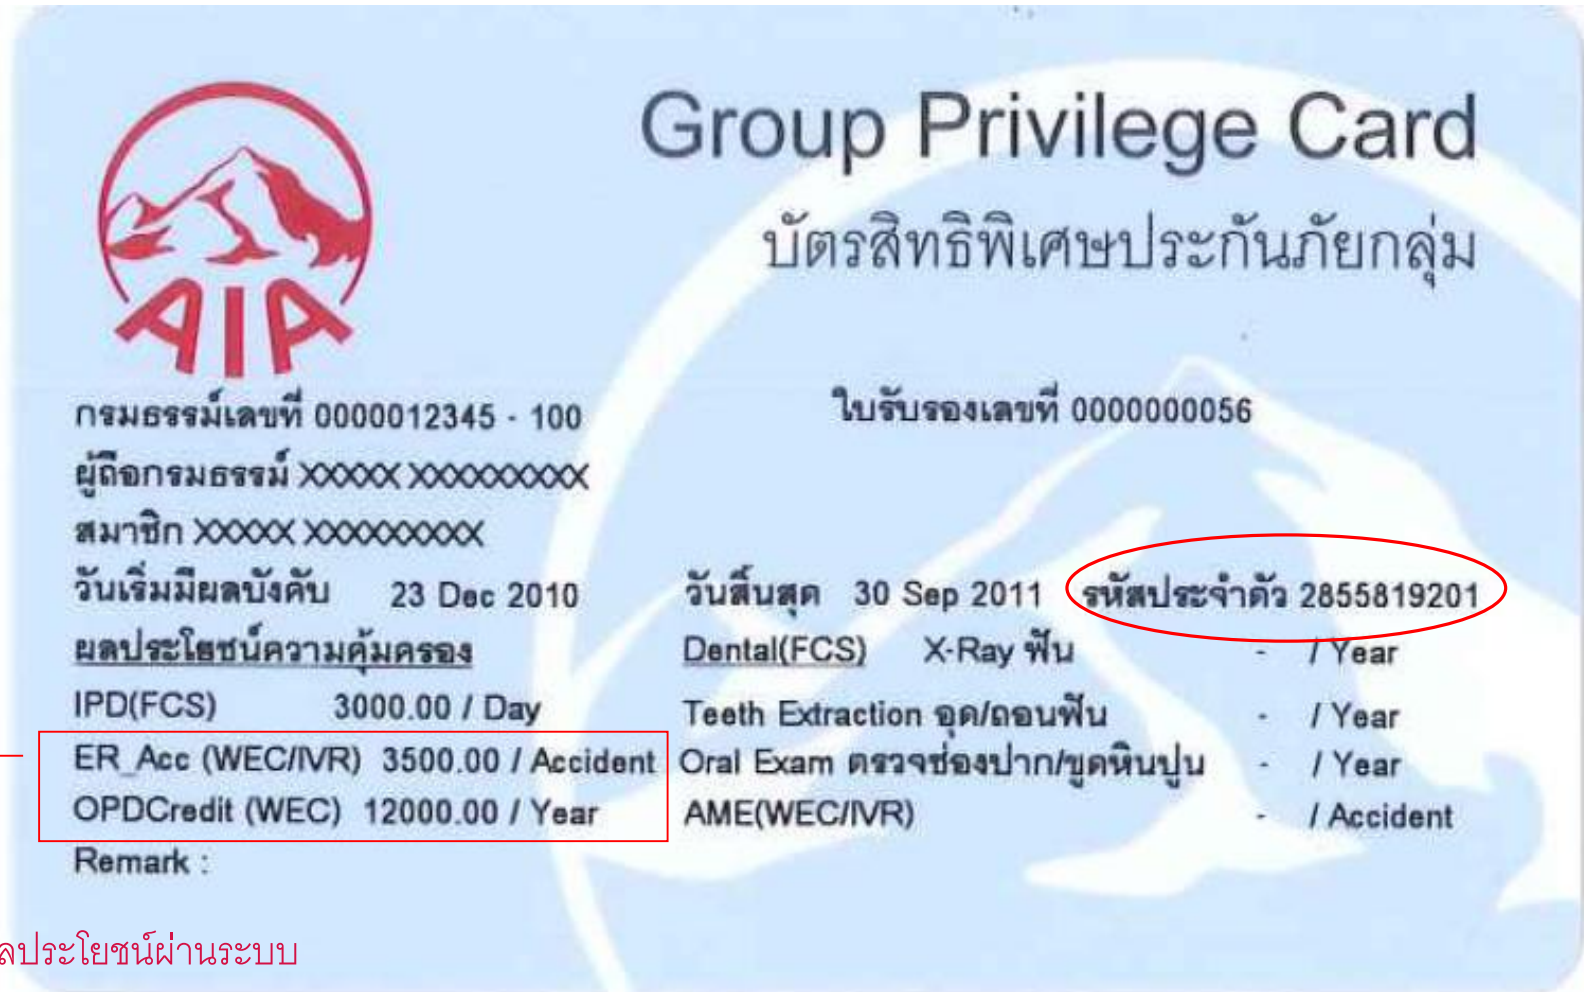 Group Privilege Card
บัตรสิทธิพิเศษประกันภัยกลุ่ม
AIA
กรมธรรม์เลขที่ 0000012345 - 100 ใบรับรองเลขที่ 0000000056
ผู้ถือกรมธรรม์ XXXXX XXXXXXXXX
สมาชิก XXXXX XXXXXXXXX
วันเริ่มมีผลบังคับ 23 Dec 2010 วันสิ้นสุด 30 Sep 2011 รหัสประจำตัว 2855819201
ผลประโยชน์ความคุ้มครอง Dental(FCS) X-Ray ฟัน - / Year
IPD(FCS) 3000.00 / Day Teeth Extraction อุด/ถอนฟัน - / Year
ER_Acc (WEC/IVR) 3500.00 / Accident Oral Exam ตรวจช่องปาก/ขูดหินปูน - / Year
OPDCredit (WEC) 12000.00 / Year AME(WEC/IVR) - / Accident
Remark :
ลประโยชน์ผ่านระบบ